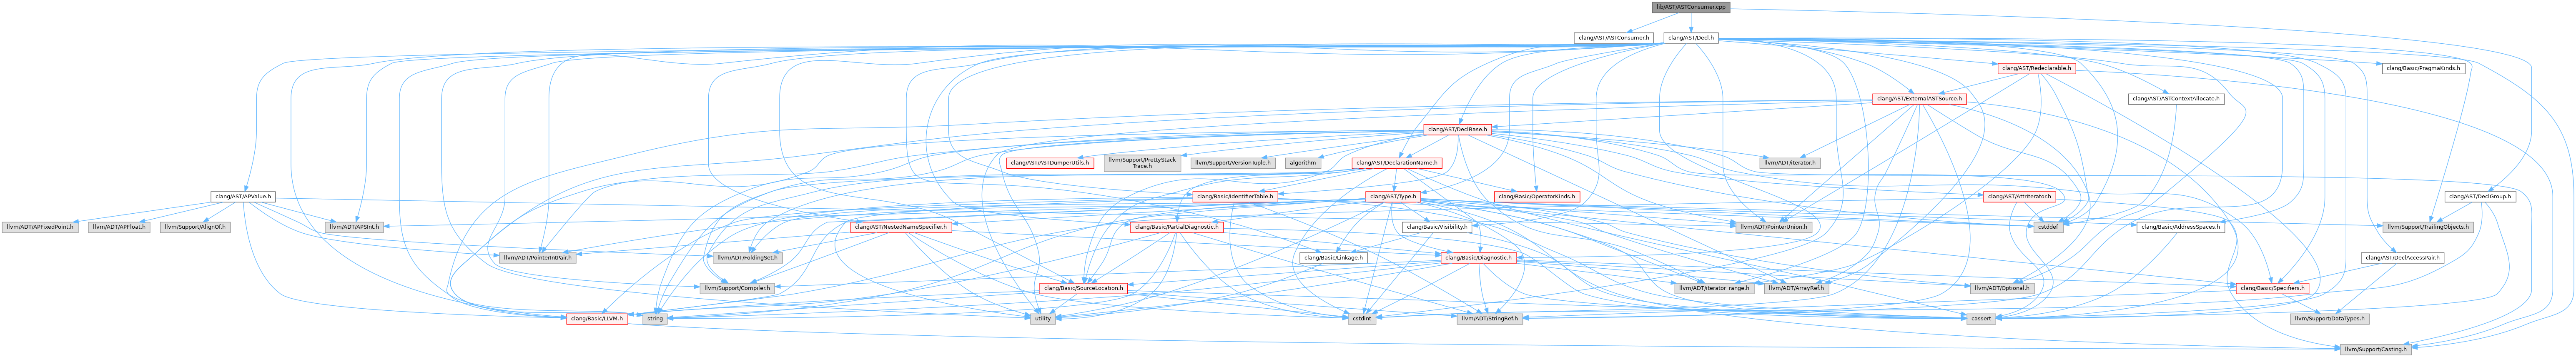 lib/AST/ASTConsumer.cpp
clang/AST/ASTConsumer.h
clang/AST/Decl.h
clang/AST/Redeclarable.h
clang/Basic/PragmaKinds.h
clang/AST/ExternalASTSource.h
clang/AST/ASTContextAllocate.h
clang/AST/DeclBase.h
clang/AST/ASTDumperUtils.h
llvm/Support/PrettyStack
Trace.h
llvm/Support/VersionTuple.h
algorithm
clang/AST/DeclarationName.h
llvm/ADT/iterator.h
clang/AST/APValue.h
clang/Basic/IdentifierTable.h
clang/AST/Type.h
clang/Basic/OperatorKinds.h
clang/AST/AttrIterator.h
clang/AST/DeclGroup.h
llvm/ADT/APFixedPoint.h
llvm/ADT/APFloat.h
llvm/Support/AlignOf.h
llvm/ADT/APSInt.h
clang/AST/NestedNameSpecifier.h
clang/Basic/PartialDiagnostic.h
clang/Basic/Visibility.h
llvm/ADT/PointerUnion.h
cstddef
clang/Basic/AddressSpaces.h
llvm/Support/TrailingObjects.h
llvm/ADT/PointerIntPair.h
llvm/ADT/FoldingSet.h
clang/Basic/Linkage.h
clang/Basic/Diagnostic.h
clang/AST/DeclAccessPair.h
llvm/Support/Compiler.h
clang/Basic/SourceLocation.h
llvm/ADT/iterator_range.h
llvm/ADT/ArrayRef.h
llvm/ADT/Optional.h
clang/Basic/Specifiers.h
clang/Basic/LLVM.h
string
utility
cstdint
llvm/ADT/StringRef.h
cassert
llvm/Support/DataTypes.h
llvm/Support/Casting.h